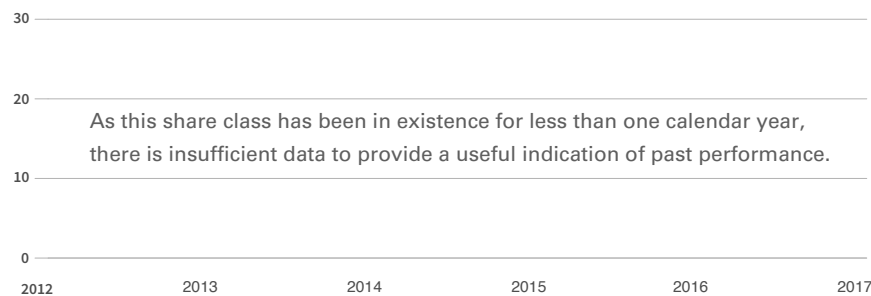 30
20
As this share class has been in existence for less than one calendar year,
there is insufficient data to provide a useful indication of past performance.
10
0
2012 2013 2014 2015 2016 2017